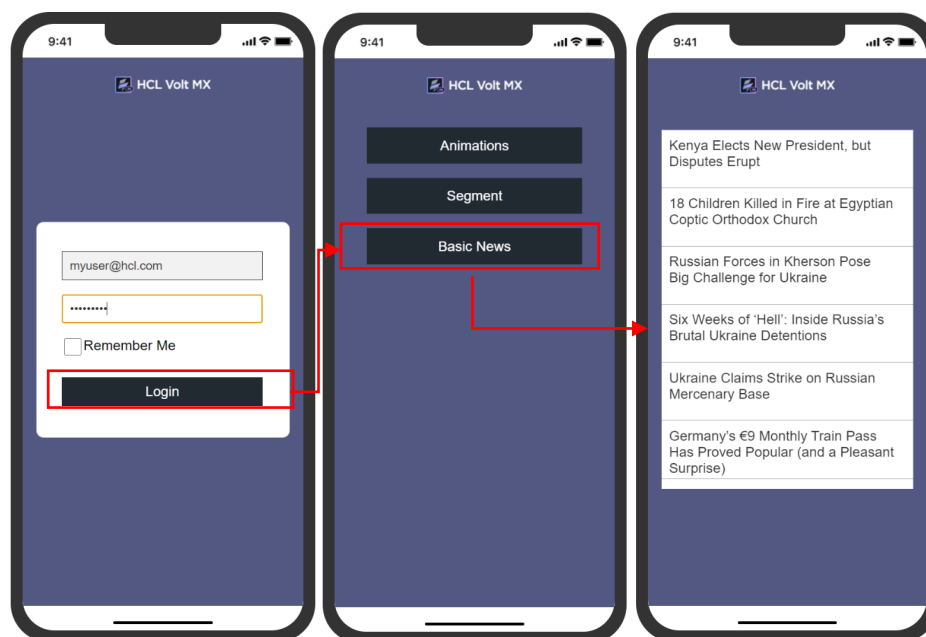 9:41
HCL Volt MX
myuser@hcl.com
•••••••••
Remember Me
Login
9:41
HCL Volt MX
Animations
Segment
Basic News
9:41
HCL Volt MX
Kenya Elects New President, but
Disputes Erupt
18 Children Killed in Fire at Egyptian
Coptic Orthodox Church
Russian Forces in Kherson Pose
Big Challenge for Ukraine
Six Weeks of ‘Hell’: Inside Russia’s
Brutal Ukraine Detentions
Ukraine Claims Strike on Russian
Mercenary Base
Germany’s €9 Monthly Train Pass
Has Proved Popular (and a Pleasant
Surprise)